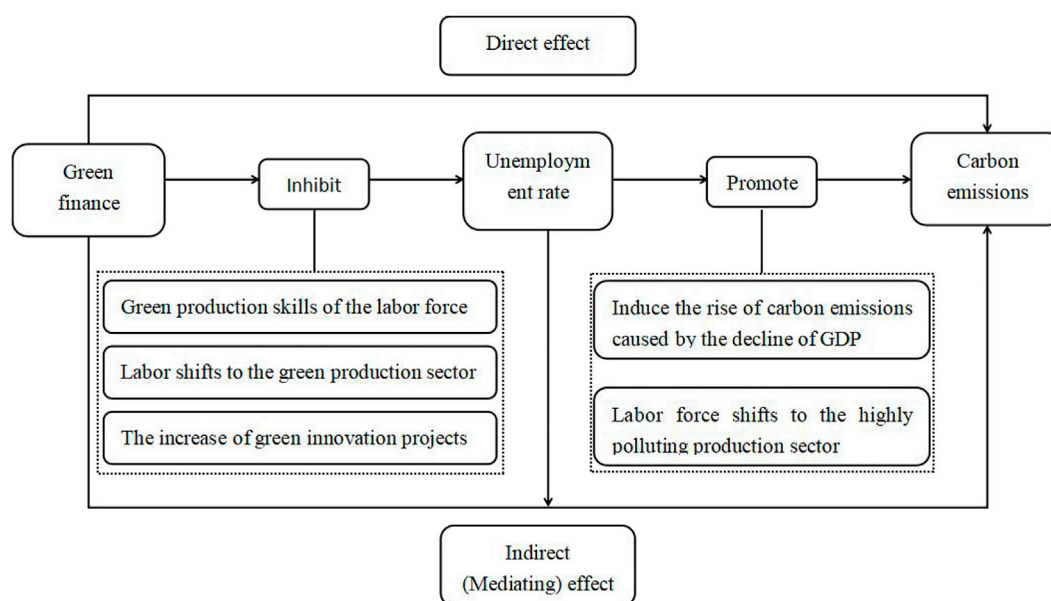 Direct effect
Green
finance
Inhibit
Unemploym
ent rate
Promote
Carbon
emissions
Green production skills of the labor force
Labor shifts to the green production sector
The increase of green innovation projects
Induce the rise of carbon emissions
caused by the decline of GDP
Labor force shifts to the highly
polluting production sector
Indirect
(Mediating) effect